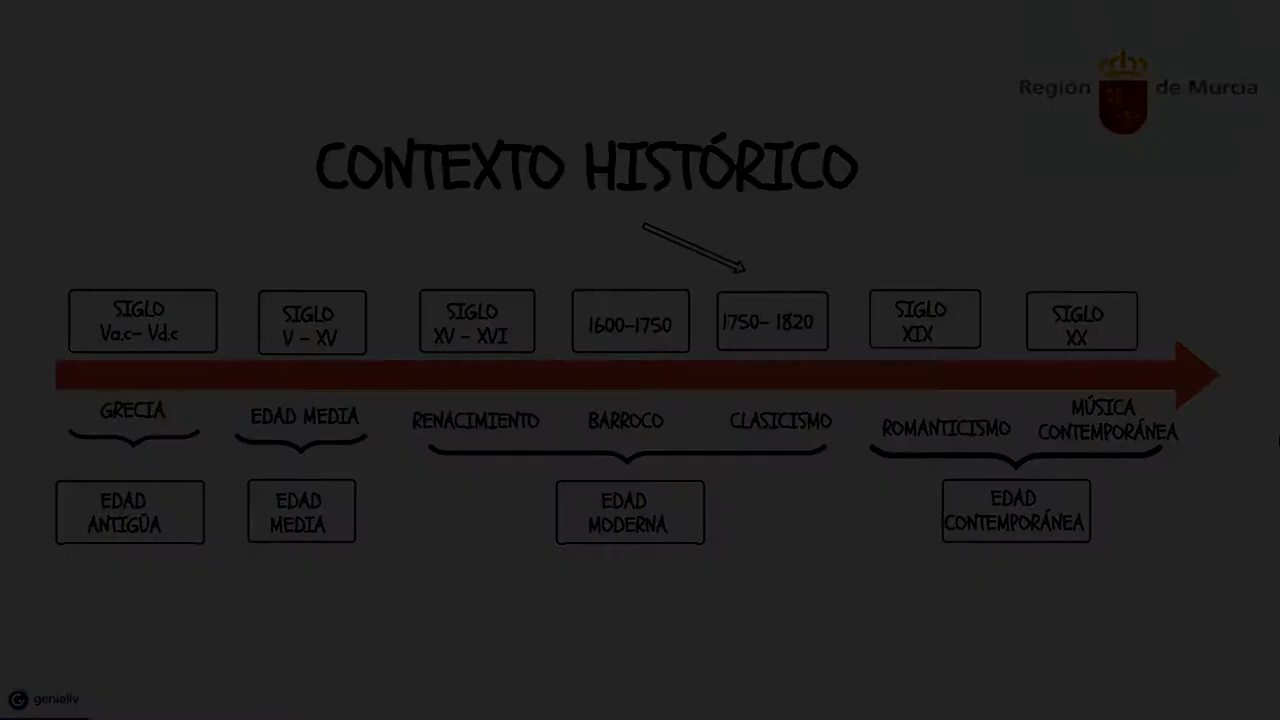 Región de Murcia
CONTEXTO HISTÓRICO
SIGLO
Va.c- Vd.c
SIGLO
V - XV
SIGLO
XV - XVI
1600-1750
1750- 1820
SIGLO
XIX
SIGLO
XX
GRECIA
EDAD MEDIA
RENACIMIENTO
BARROCO
CLASICISMO
ROMANTICISMO
MÚSICA
CONTEMPORÁNEA
EDAD
ANTIGÜA
EDAD
MEDIA
EDAD
MODERNA
EDAD
CONTEMPORÁNEA
genially